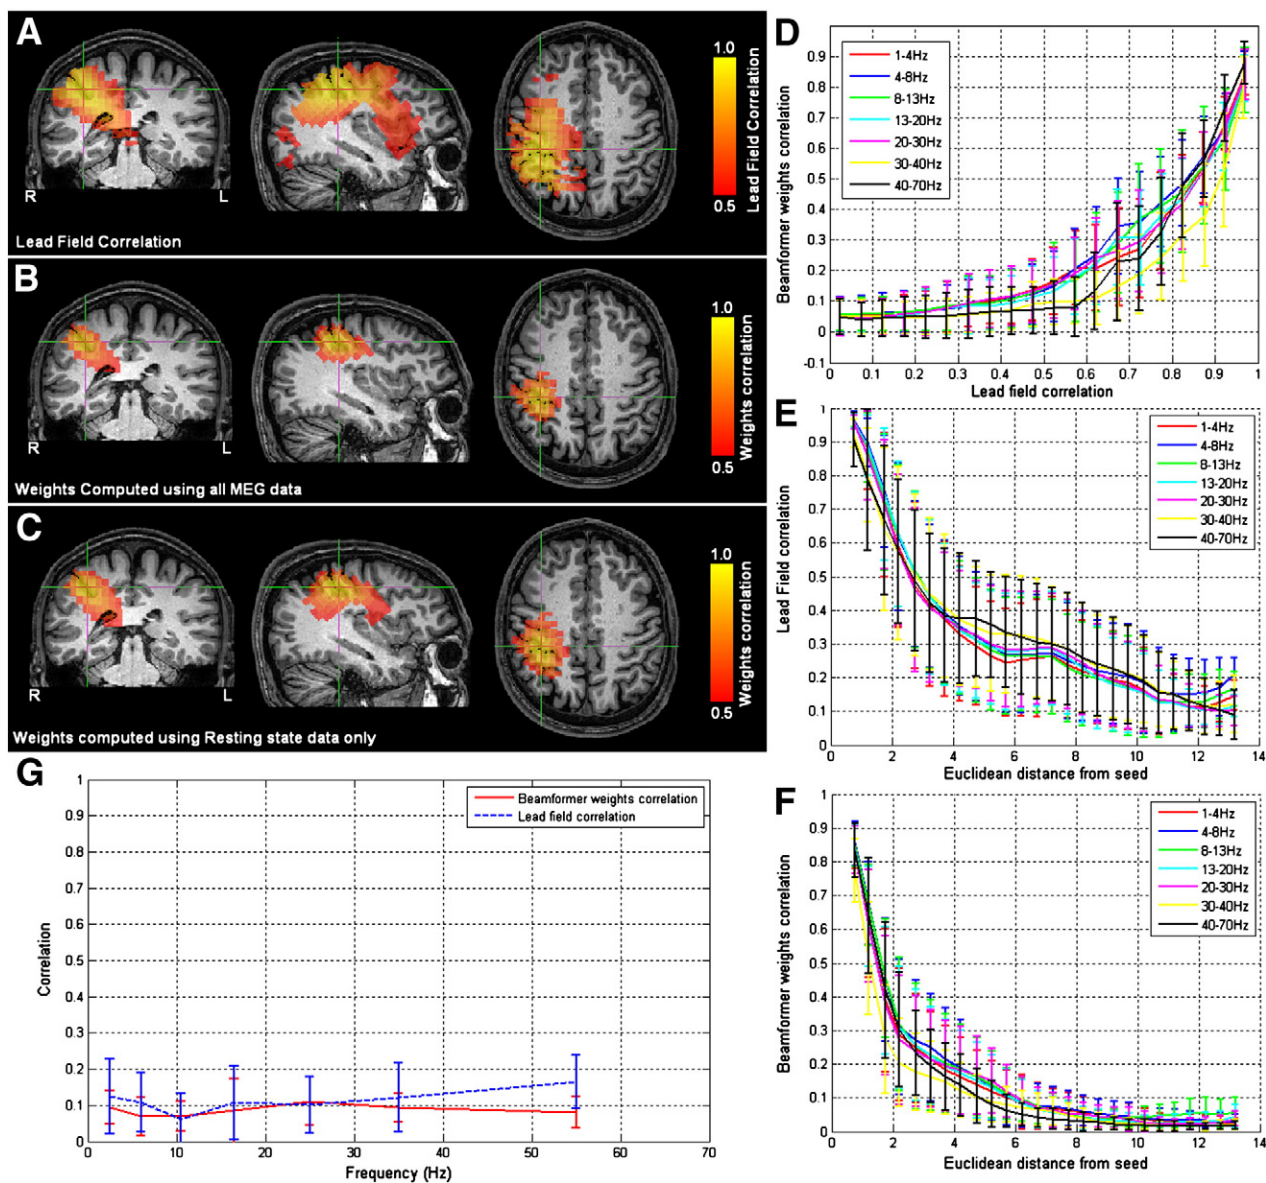 A
1.0
Lead Field Correlation
0.5
R
L
Lead Field Correlation
B
1.0
Weights correlation
0.5
R
L
Weights Computed using all MEG data
C
1.0
Weights correlation
0.5
R
L
Weights computed using Resting state data only
D
0.9
0.8
0.7
0.6
0.5
0.4
0.3
0.2
0.1
0
-0.1
Beamformer weights correlation
1-4Hz
4-8Hz
8-13Hz
13-20Hz
20-30Hz
30-40Hz
40-70Hz
0 0.1 0.2 0.3 0.4 0.5 0.6 0.7 0.8 0.9 1
Lead field correlation
E
1
0.9
0.8
0.7
0.6
0.5
0.4
0.3
0.2
0.1
0
Lead Field correlation
1-4Hz
4-8Hz
8-13Hz
13-20Hz
20-30Hz
30-40Hz
40-70Hz
0 2 4 6 8 10 12 14
Euclidean distance from seed
F
1
0.9
0.8
0.7
0.6
0.5
0.4
0.3
0.2
0.1
0
Beamformer weights correlation
1-4Hz
4-8Hz
8-13Hz
13-20Hz
20-30Hz
30-40Hz
40-70Hz
0 2 4 6 8 10 12 14
Euclidean distance from seed
G
1
0.9
0.8
0.7
0.6
0.5
0.4
0.3
0.2
0.1
0
Correlation
Beamformer weights correlation
Lead field correlation
0 10 20 30 40 50 60 70
Frequency (Hz)